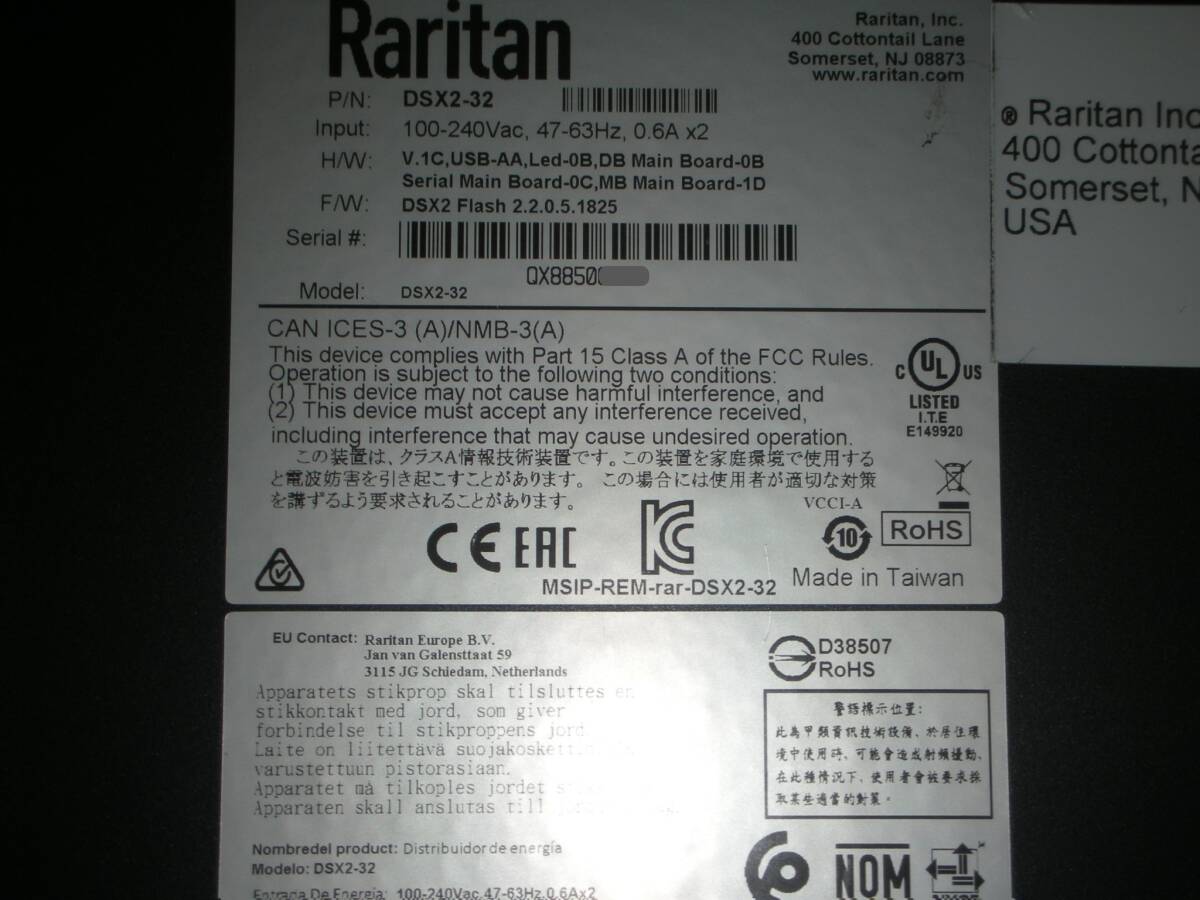 Raritan
Raritan, Inc.
400 Cottontail Lane
Somerset, NJ 08873
www.raritan.com
P/N: DSX2-32
Input: 100-240Vac, 47-63Hz, 0.6A x2
H/W: V.1C,USB-AA,Led-0B,DB Main Board-0B
Serial Main Board-0C,MB Main Board-1D
F/W: DSX2 Flash 2.2.0.5.1825
Serial #:
QX8850
Model: DSX2-32
® Raritan Inc
400 Cottonta
Somerset, N
USA
CAN ICES-3 (A)/NMB-3(A)
This device complies with Part 15 Class A of the FCC Rules.
Operation is subject to the following two conditions:
(1) This device may not cause harmful interference, and
(2) This device must accept any interference received,
including interference that may cause undesired operation.
C UL US
LISTED
I.T.E
E149920
この装置は、クラスA情報技術装置です。この装置を家庭環境で使用する
と電波妨害を引き起こすことがあります。 この場合には使用者が適切な対策
を講ずるよう要求されることがあります。
VCCI-A
CE EAC KC
10 RoHS
MSIP-REM-rar-DSX2-32
Made in Taiwan
EU Contact: Raritan Europe B.V.
Jan van Galensttaat 59
3115 JG Schiedam, Netherlands
Apparatets stikprop skal tilsluttes en
stikkontakt med jord, som giver
forbindelse til stikproppens jord.
Laite on liitettävä
varustettuun pistorasiaan.
Apparatet må tilkoples jordet
Apparaten skall anslutas till
D38507
RoHS
警語標示位置:
此為甲類資訊技術設備、於居住環
境中使用時、可能會造成射頻擾動、
在此種情況下、使用者會被要求採
取某些適當的對策。
Nombredel product: Distribuidor de energía
Modelo: DSX2-32
Entrada De Energia: 100-240Vac,47-63Hz,0.6Ax2
NOM